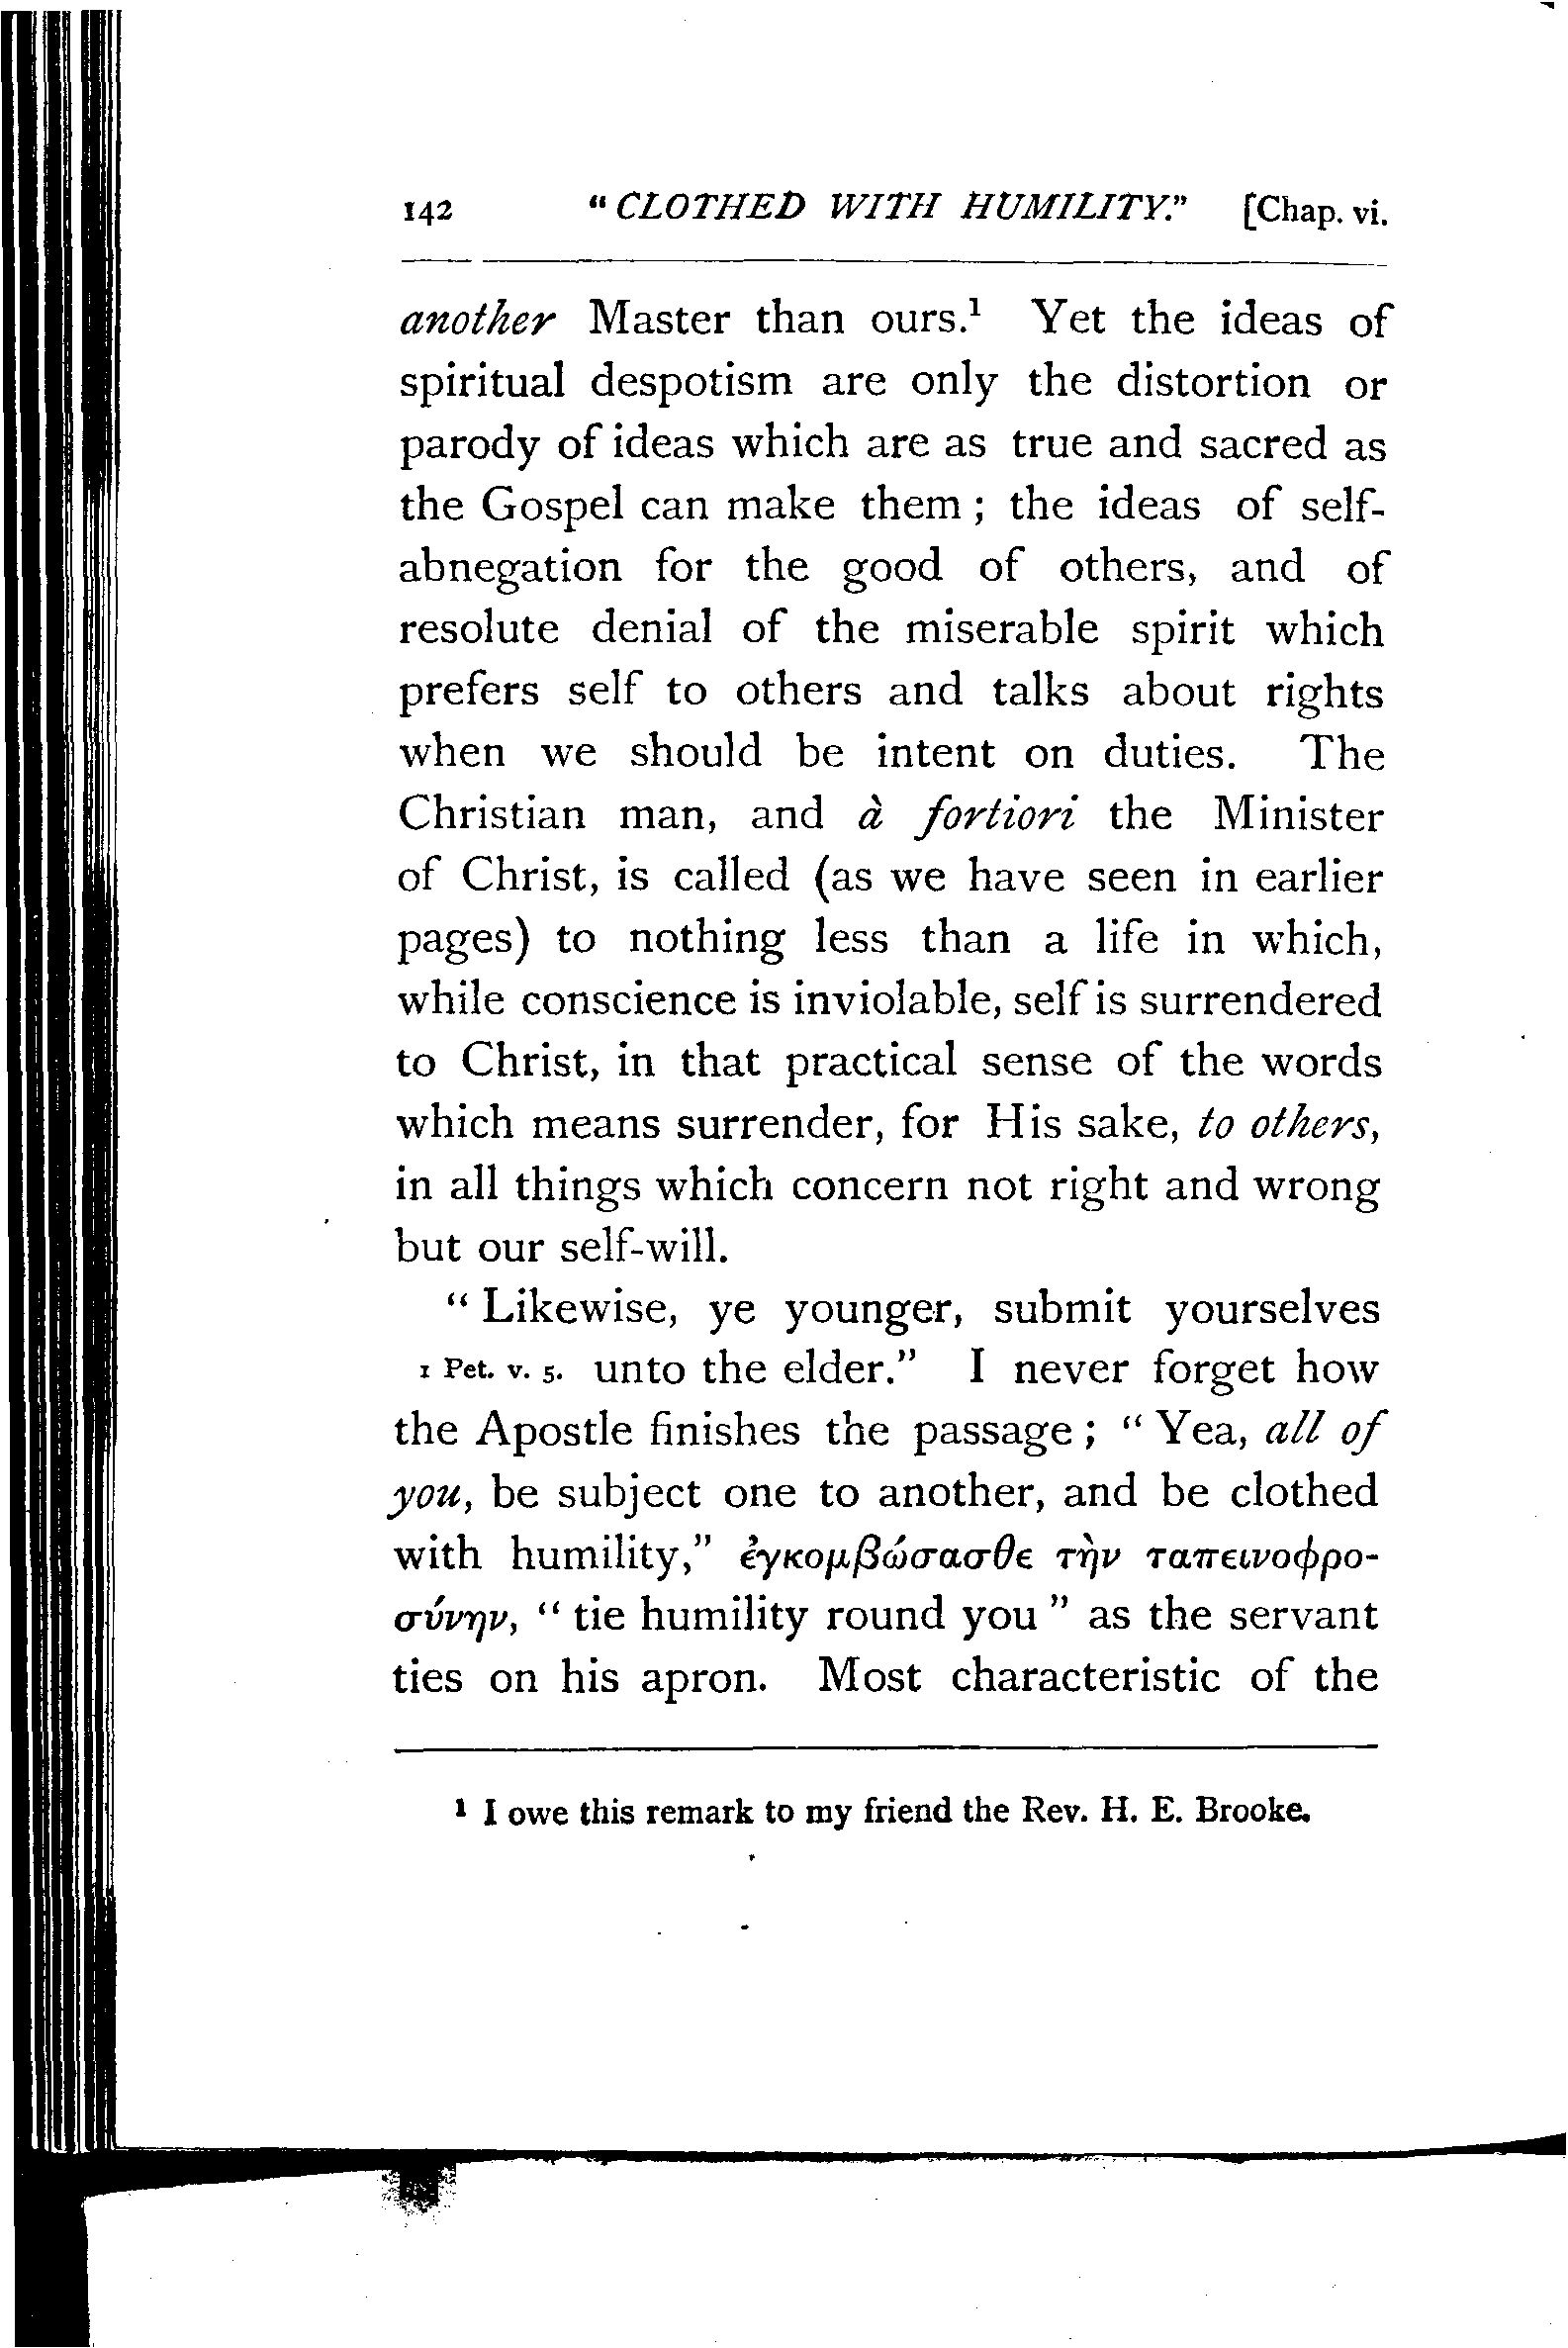 142 "CLOTHED WITH HUMILITY." [Chap. vi.
another Master than ours.¹ Yet the ideas of
spiritual despotism are only the distortion or
parody of ideas which are as true and sacred as
the Gospel can make them ; the ideas of self-
abnegation for the good of others, and of
resolute denial of the miserable spirit which
prefers self to others and talks about rights
when we should be intent on duties. The
Christian man, and à fortiori the Minister
of Christ, is called (as we have seen in earlier
pages) to nothing less than a life in which,
while conscience is inviolable, self is surrendered
to Christ, in that practical sense of the words
which means surrender, for His sake, to others,
in all things which concern not right and wrong
but our self-will.
"Likewise, ye younger, submit yourselves
1 Pet. v. 5. unto the elder." I never forget how
the Apostle finishes the passage ; "Yea, all of
you, be subject one to another, and be clothed
with humility," ἐγκομβώσασθε τὴν ταπεινοφρο-
σύνην, "tie humility round you" as the servant
ties on his apron. Most characteristic of the
¹ I owe this remark to my friend the Rev. H. E. Brooke.